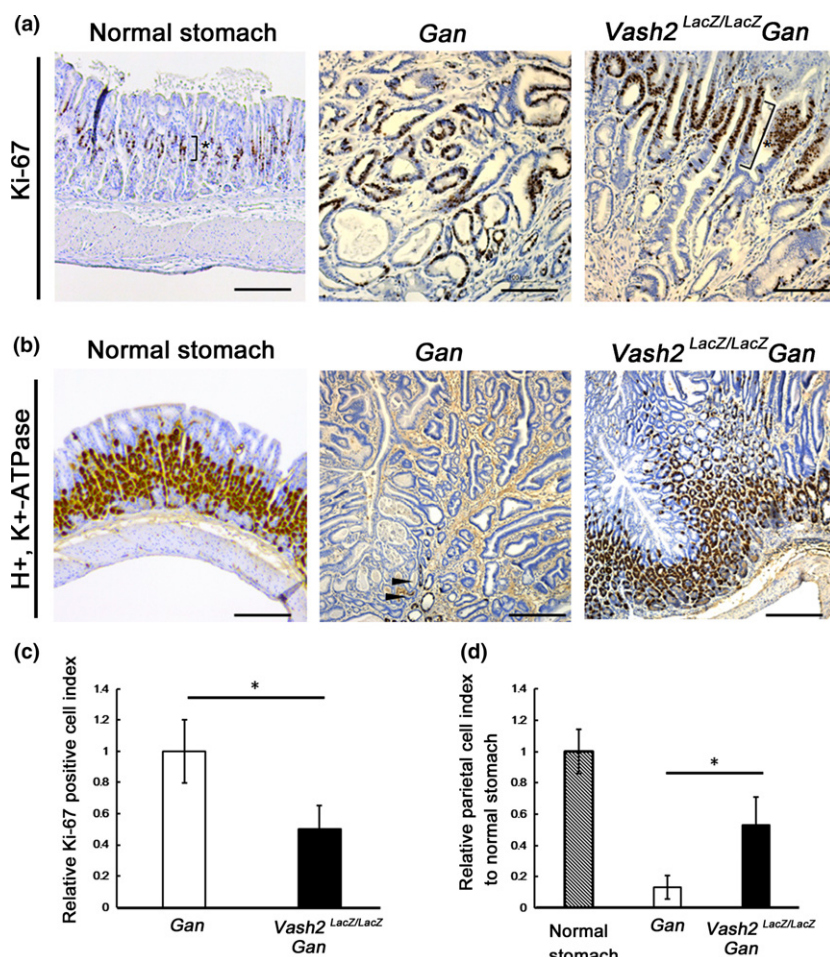 (a)
Normal stomach
Gan
Vash2 LacZ/LacZ Gan
Ki-67
*
*
(b)
Normal stomach
Gan
Vash2 LacZ/LacZ Gan
H+, K+-ATPase
(c)
Relative Ki-67 positive cell index
1.4
1.2
1
0.8
0.6
0.4
0.2
0
*
Gan
Vash2 LacZ/LacZ
Gan
(d)
Relative parietal cell index
to normal stomach
1.4
1.2
1
0.8
0.6
0.4
0.2
0
*
Normal
stomach
Gan
Vash2 LacZ/LacZ
Gan